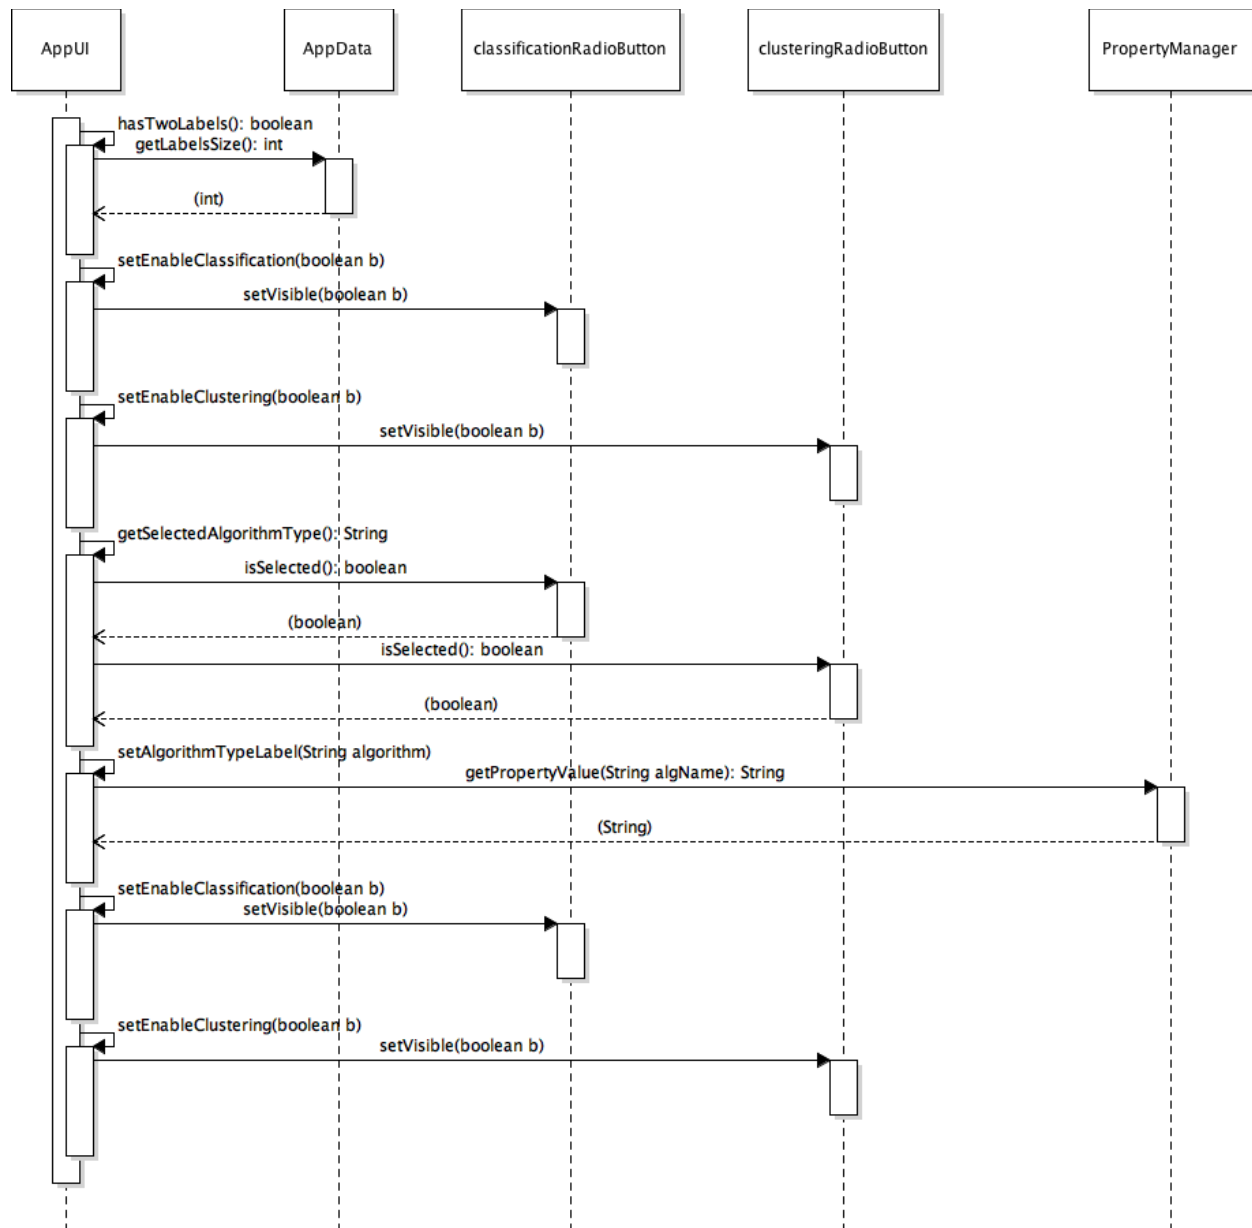 AppUI
AppData
classificationRadioButton
clusteringRadioButton
PropertyManager
hasTwoLabels(): boolean
getLabelsSize(): int
(int)
setEnableClassification(boolean b)
setVisible(boolean b)
setEnableClustering(boolean b)
setVisible(boolean b)
getSelectedAlgorithmType(): String
isSelected(): boolean
(boolean)
isSelected(): boolean
(boolean)
setAlgorithmTypeLabel(String algorithm)
getPropertyValue(String algName): String
(String)
setEnableClassification(boolean b)
setVisible(boolean b)
setEnableClustering(boolean b)
setVisible(boolean b)